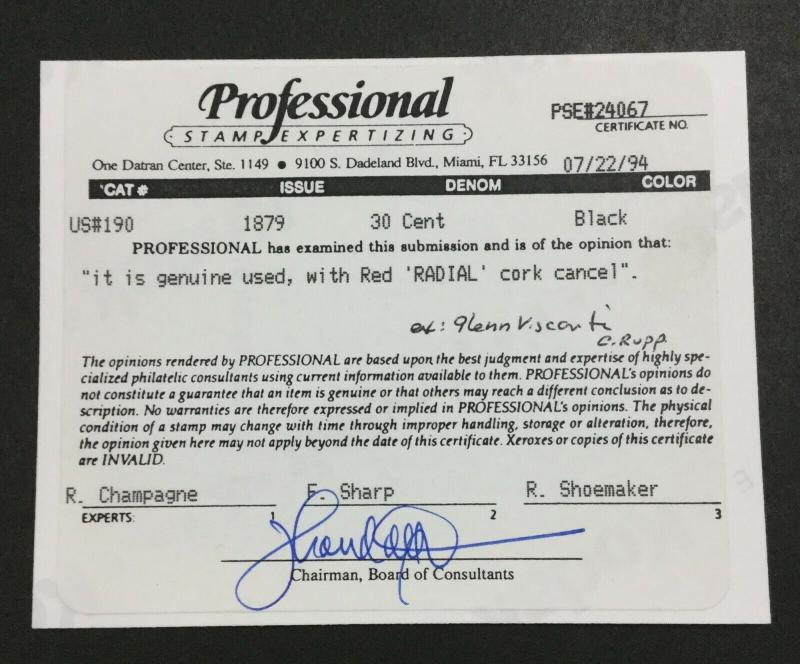 Professional
STAMP EXPERTIZING
PSE#24067
CERTIFICATE NO.
One Datran Center, Ste. 1149 ● 9100 S. Dadeland Blvd., Miami, FL 33156 07/22/94
'CAT # ISSUE DENOM COLOR
US#190 1879 30 Cent Black
PROFESSIONAL has examined this submission and is of the opinion that:
"it is genuine used, with Red 'RADIAL' cork cancel".
ex: Glenn Visconti
C. Rupp
The opinions rendered by PROFESSIONAL are based upon the best judgment and expertise of highly spe-
cialized philatelic consultants using current information available to them. PROFESSIONAL's opinions do
not constitute a guarantee that an item is genuine or that others may reach a different conclusion as to de-
scription. No warranties are therefore expressed or implied in PROFESSIONAL's opinions. The physical
condition of a stamp may change with time through improper handling, storage or alteration, therefore,
the opinion given here may not apply beyond the date of this certificate. Xeroxes or copies of this certificate
are INVALID.
R. Champagne F. Sharp R. Shoemaker
EXPERTS: 1 2 3
Chairman, Board of Consultants